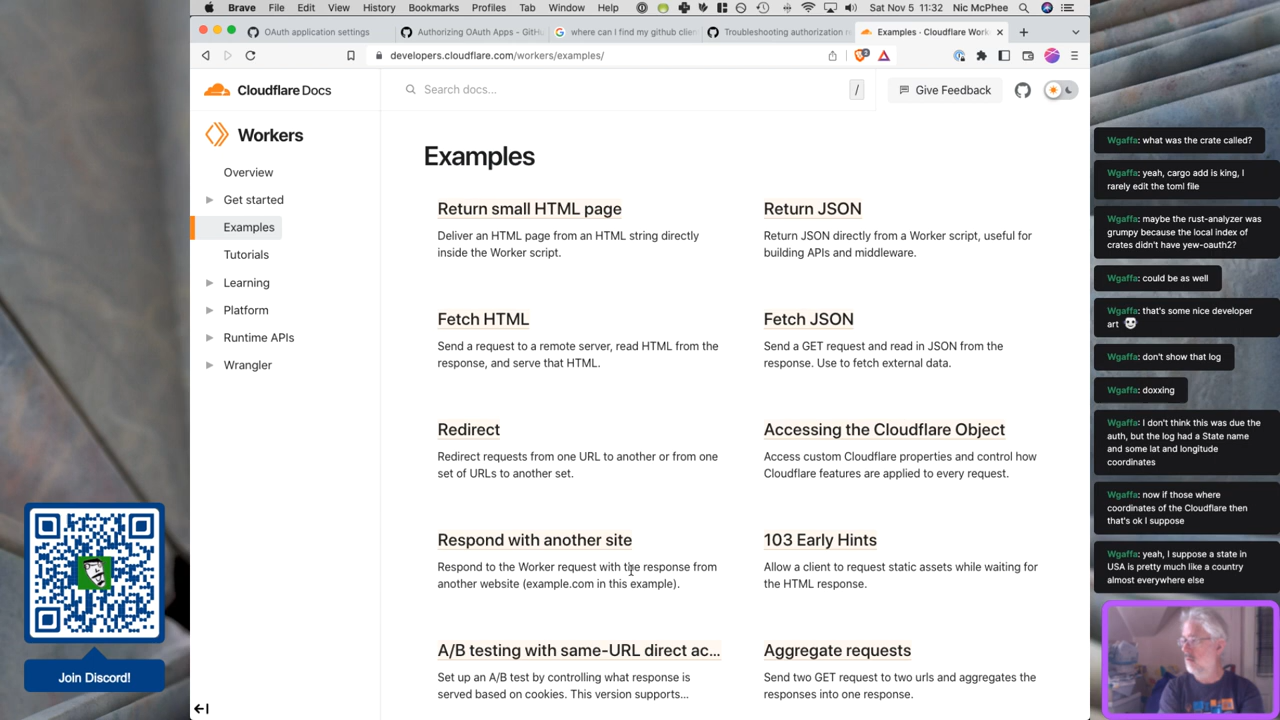 Brave File Edit View History Bookmarks Profiles Tab Window Help Sat Nov 5 11:32 Nic McPhee
OAuth application settings
Authorizing OAuth Apps - GitHu
where can I find my github clien
Troubleshooting authorization r
Examples · Cloudflare Work
developers.cloudflare.com/workers/examples/
Cloudflare Docs
Search docs...
/
Give Feedback
Workers
Overview
Get started
Examples
Tutorials
Learning
Platform
Runtime APIs
Wrangler
Examples
Return small HTML page
Deliver an HTML page from an HTML string directly
inside the Worker script.
Return JSON
Return JSON directly from a Worker script, useful for
building APIs and middleware.
Fetch HTML
Send a request to a remote server, read HTML from the
response, and serve that HTML.
Fetch JSON
Send a GET request and read in JSON from the
response. Use to fetch external data.
Redirect
Redirect requests from one URL to another or from one
set of URLs to another set.
Accessing the Cloudflare Object
Access custom Cloudflare properties and control how
Cloudflare features are applied to every request.
Respond with another site
Respond to the Worker request with the response from
another website (example.com in this example).
103 Early Hints
Allow a client to request static assets while waiting for
the HTML response.
A/B testing with same-URL direct ac...
Set up an A/B test by controlling what response is
served based on cookies. This version supports...
Aggregate requests
Send two GET request to two urls and aggregates the
responses into one response.
Wgaffa: what was the crate called?
Wgaffa: yeah, cargo add is king, I
rarely edit the toml file
Wgaffa: maybe the rust-analyzer was
grumpy because the local index of
crates didn't have yew-oauth2?
Wgaffa: could be as well
Wgaffa: that's some nice developer
art
Wgaffa: don't show that log
Wgaffa: doxxing
Wgaffa: I don't think this was due the
auth, but the log had a State name
and some lat and longitude
coordinates
Wgaffa: now if those where
coordinates of the Cloudflare then
that's ok I suppose
Wgaffa: yeah, I suppose a state in
USA is pretty much like a country
almost everywhere else
Join Discord!